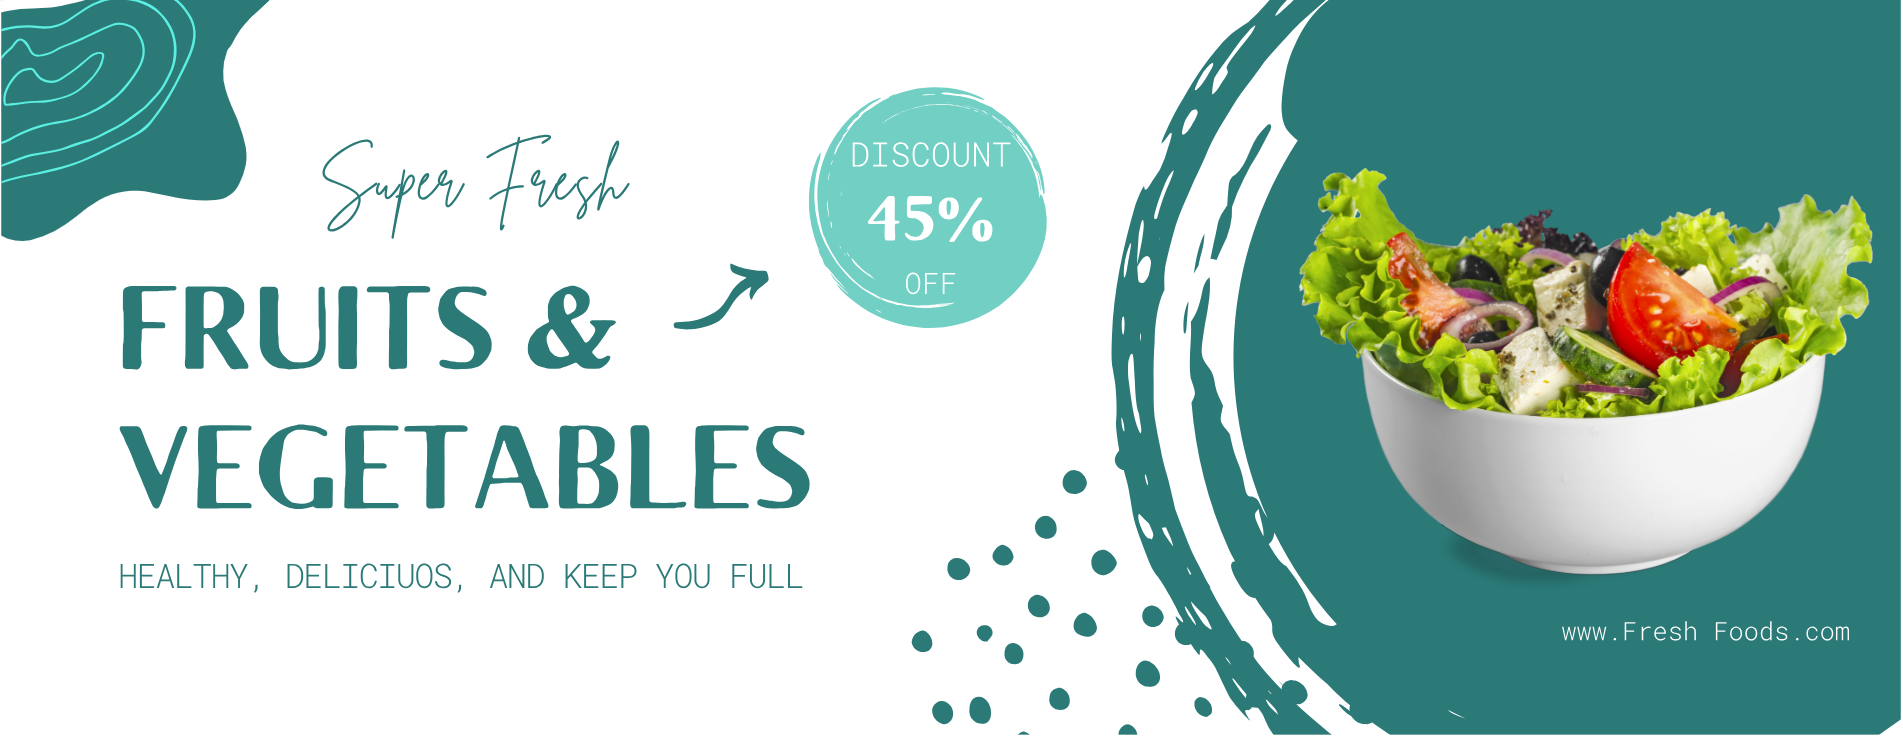 Super Fresh
FRUITS &
VEGETABLES
HEALTHY, DELICIUOS, AND KEEP YOU FULL
DISCOUNT
45%
OFF
www.Fresh Foods.com